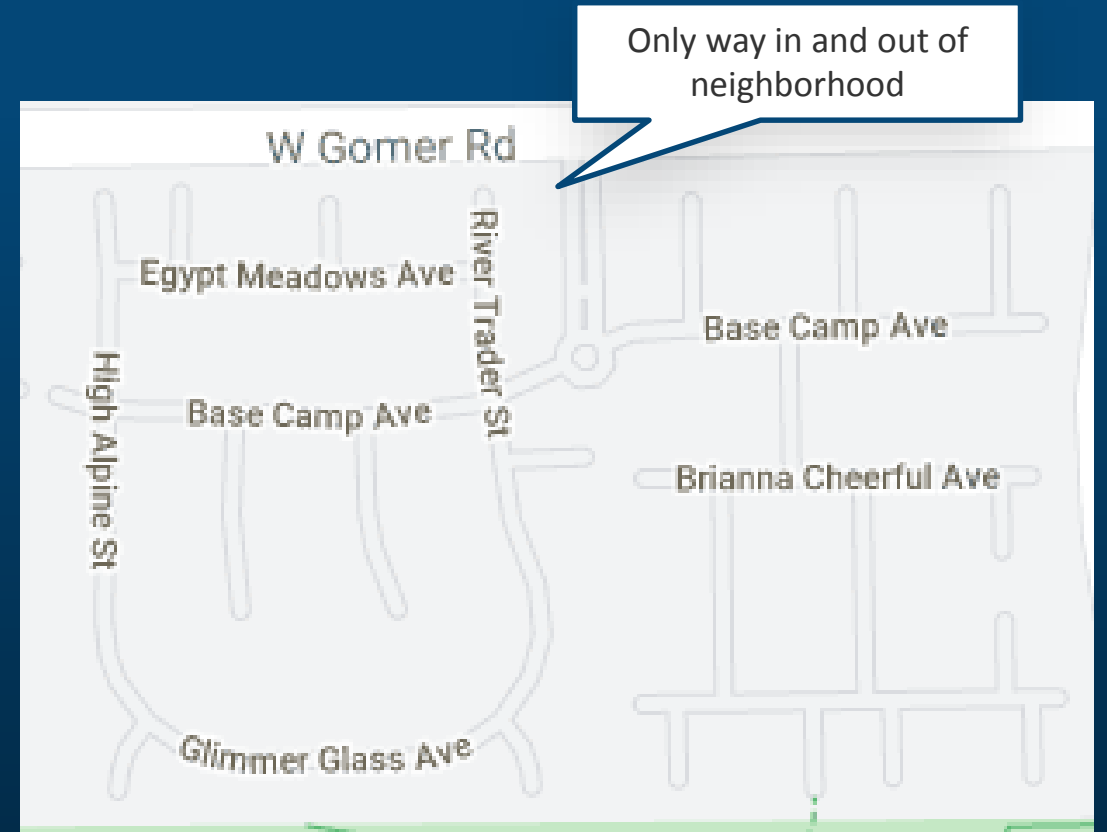 Only way in and out of
neighborhood
W Gomer Rd
River Trader St
Egypt Meadows Ave
Base Camp Ave
High Alpine St
Base Camp Ave
Brianna Cheerful Ave
Glimmer Glass Ave